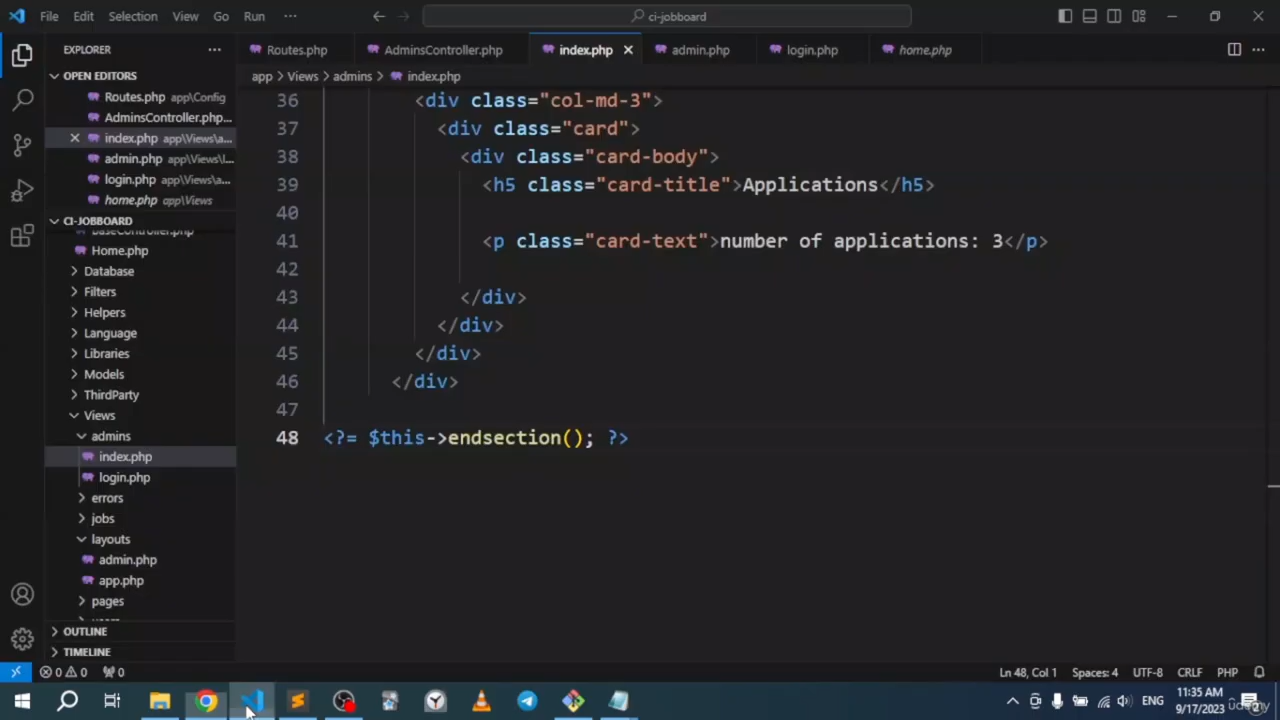 File Edit Selection View Go Run ··· ci-jobboard
EXPLORER ···
OPEN EDITORS
Routes.php app\Config
AdminsController.php...
index.php app\Views\a...
admin.php app\Views\l...
login.php app\Views\a...
home.php app\Views
CI-JOBBOARD
BaseController.php
Home.php
Database
Filters
Helpers
Language
Libraries
Models
ThirdParty
Views
admins
index.php
login.php
errors
jobs
layouts
admin.php
app.php
pages
users
OUTLINE
TIMELINE
Routes.php AdminsController.php index.php admin.php login.php home.php
app > Views > admins > index.php
36 <div class="col-md-3">
37 <div class="card">
38 <div class="card-body">
39 <h5 class="card-title">Applications</h5>
40
41 <p class="card-text">number of applications: 3</p>
42
43 </div>
44 </div>
45 </div>
46 </div>
47
48 <?= $this->endsection(); ?>
0 0 0 Ln 48, Col 1 Spaces: 4 UTF-8 CRLF PHP
ENG 11:35 AM
9/17/2023
udemy